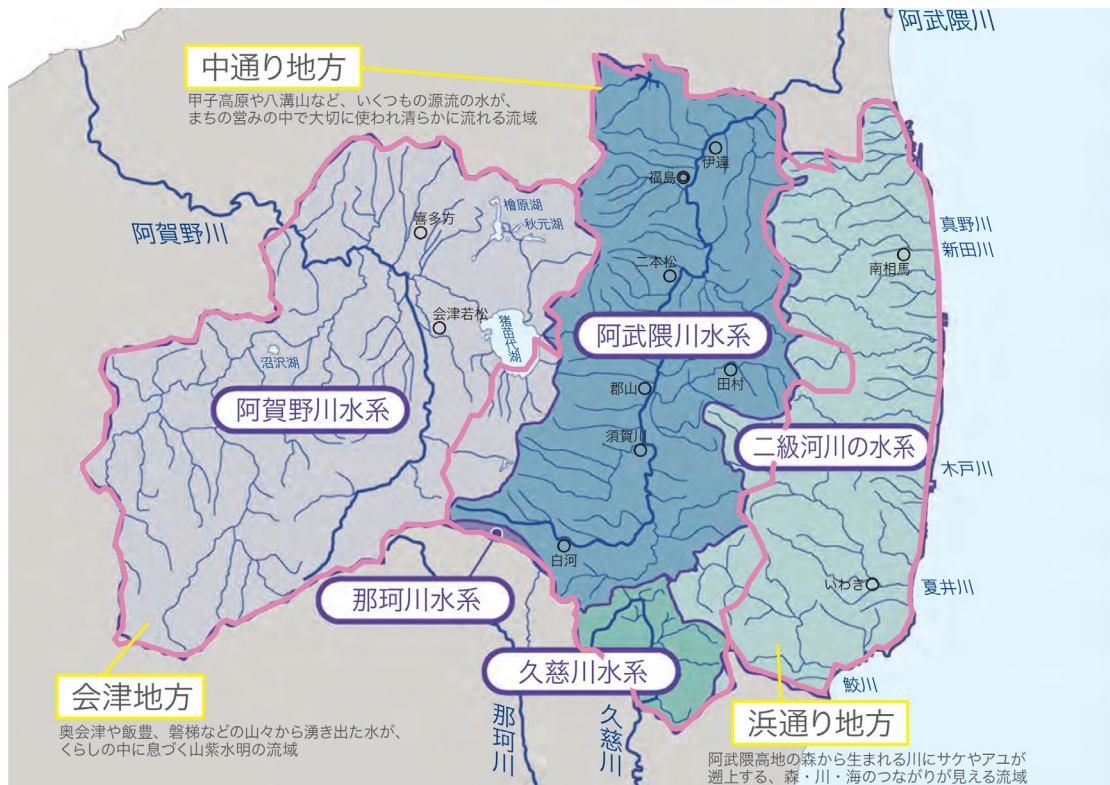 阿武隈川
中通り地方
甲子高原や八溝山など、いくつもの源流の水が、
まちの営みの中で大切に使われ清らかに流れる流域
伊達
福島
檜原湖
喜多方
秋元湖
真野川
阿賀野川
新田川
南相馬
二本松
会津若松
猪苗代湖
阿武隈川水系
沼沢湖
田村
郡山
阿賀野川水系
須賀川
二級河川の水系
木戸川
白河
いわき
夏井川
那珂川水系
久慈川水系
会津地方
鮫川
那珂川
久慈川
浜通り地方
奥会津や飯豊、磐梯などの山々から湧き出た水が、
くらしの中に息づく山紫水明の流域
阿武隈高地の森から生まれる川にサケやアユが
遡上する、森・川・海のつながりが見える流域